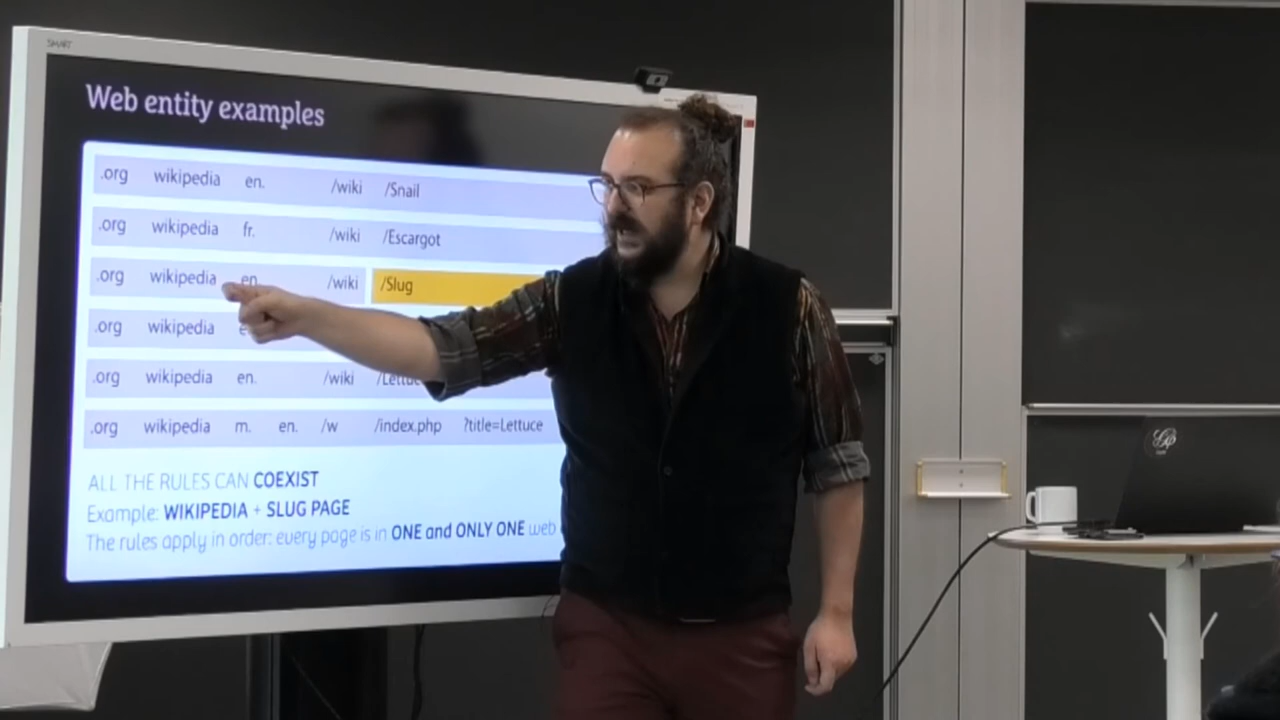 SMART
Web entity examples
.org wikipedia en. /wiki /Snail
.org wikipedia fr. /wiki /Escargot
.org wikipedia en. /wiki /Slug
.org wikipedia
.org wikipedia en. /wiki
.org wikipedia m. en. /w /index.php ?title=Lettuce
ALL THE RULES CAN COEXIST
Example: WIKIPEDIA + SLUG PAGE
The rules apply in order: every page is in ONE and ONLY ONE web